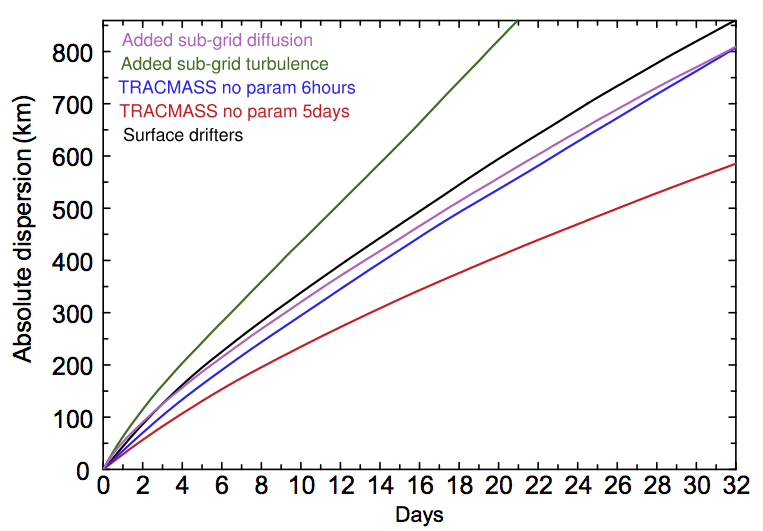 Added sub-grid diffusion
Added sub-grid turbulence
TRACMASS no param 6hours
TRACMASS no param 5days
Surface drifters
Absolute dispersion (km)
800
700
600
500
400
300
200
100
0
0 2 4 6 8 10 12 14 16 18 20 22 24 26 28 30 32
Days